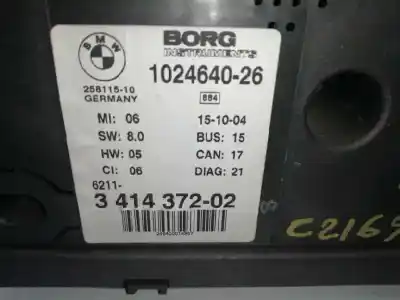 BMW
BORG
INSTRUMENTS
258115-10
GERMANY
1024640-26
884
MI: 06 15-10-04
SW: 8.0 BUS: 15
HW: 05 CAN: 17
CI: 06 DIAG: 21
6211-
3 414 372-02